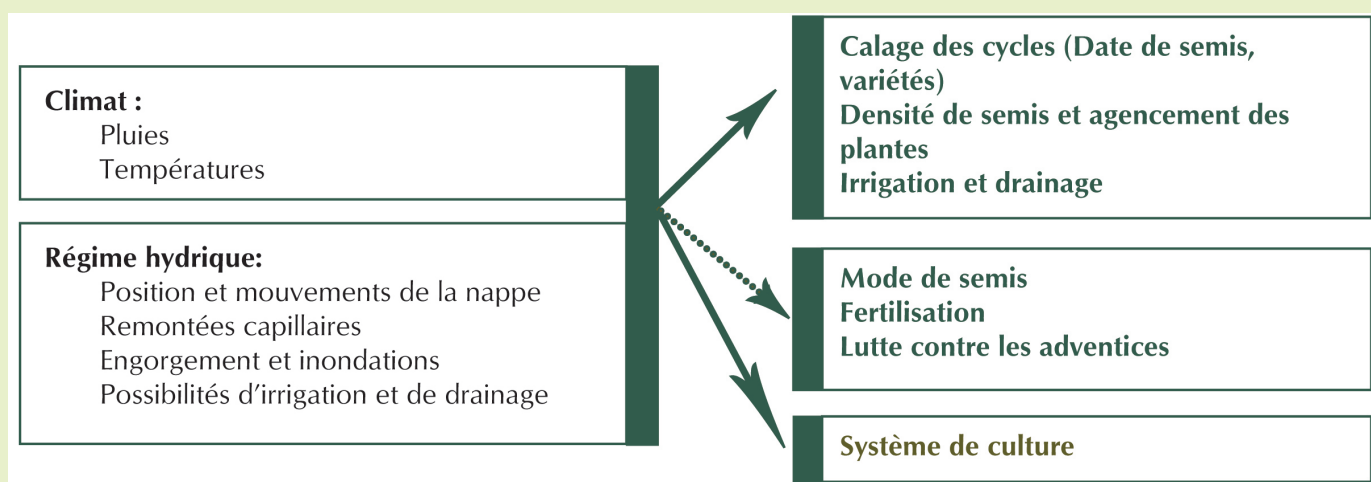 Climat :
Pluies
Températures
Régime hydrique:
Position et mouvements de la nappe
Remontées capillaires
Engorgement et inondations
Possibilités d’irrigation et de drainage
Calage des cycles (Date de semis,
variétés)
Densité de semis et agencement des
plantes
Irrigation et drainage
Mode de semis
Fertilisation
Lutte contre les adventices
Système de culture